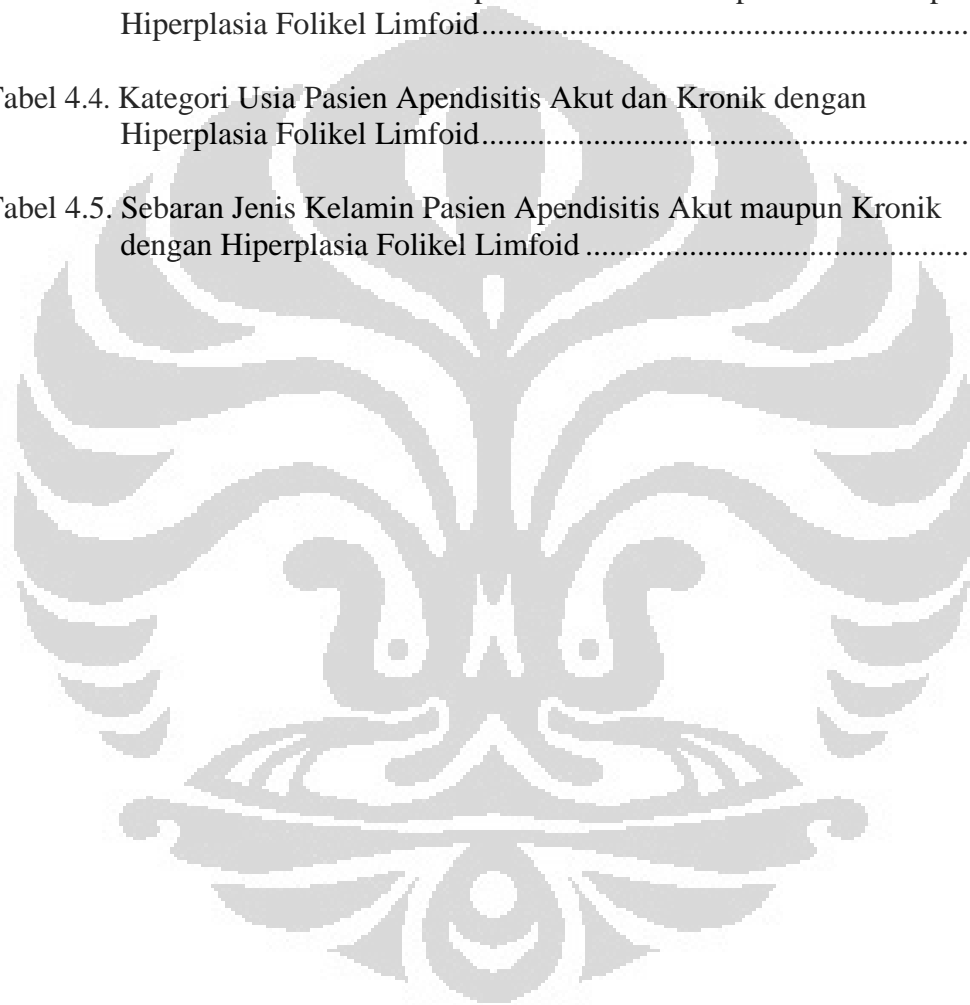 Hiperplasia Folikel Limfoid............................................................
Tabel 4.4. Kategori Usia Pasien Apendisitis Akut dan Kronik dengan
Hiperplasia Folikel Limfoid............................................................
Tabel 4.5. Sebaran Jenis Kelamin Pasien Apendisitis Akut maupun Kronik
dengan Hiperplasia Folikel Limfoid ...............................................